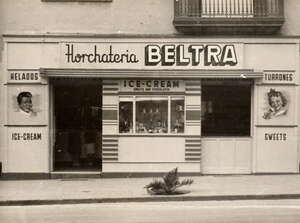 Horchateria BELTRA
HELADOS
ICE-CREAM
TURRONES
ICE-CREAM
SWEETS